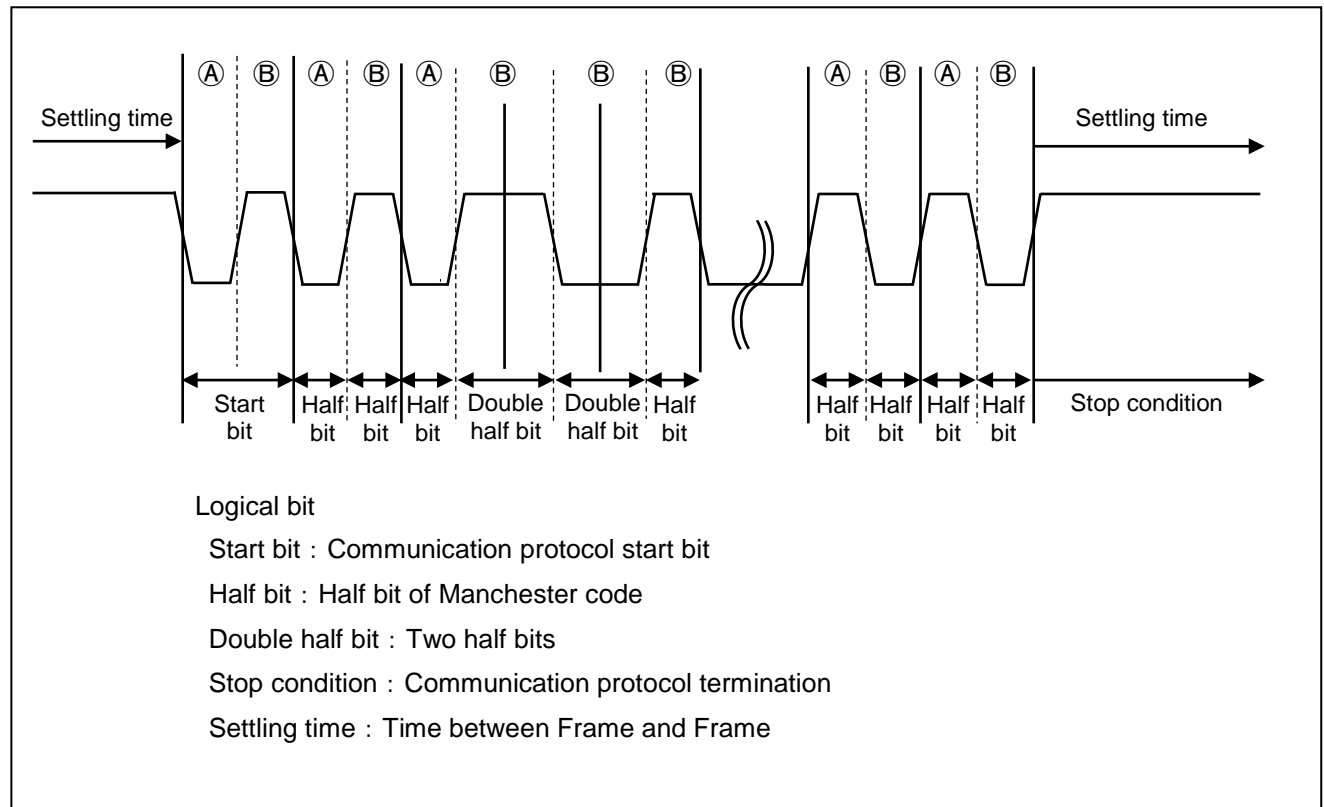 Ⓐ Ⓑ Ⓐ Ⓑ Ⓐ Ⓑ Ⓑ Ⓑ Ⓐ Ⓑ Ⓐ Ⓑ
Settling time Settling time
Start Half Half Half Double Double Half Half Half Half Half Stop condition
bit bit bit bit half bit half bit bit bit bit bit bit
Logical bit
Start bit : Communication protocol start bit
Half bit : Half bit of Manchester code
Double half bit : Two half bits
Stop condition : Communication protocol termination
Settling time : Time between Frame and Frame